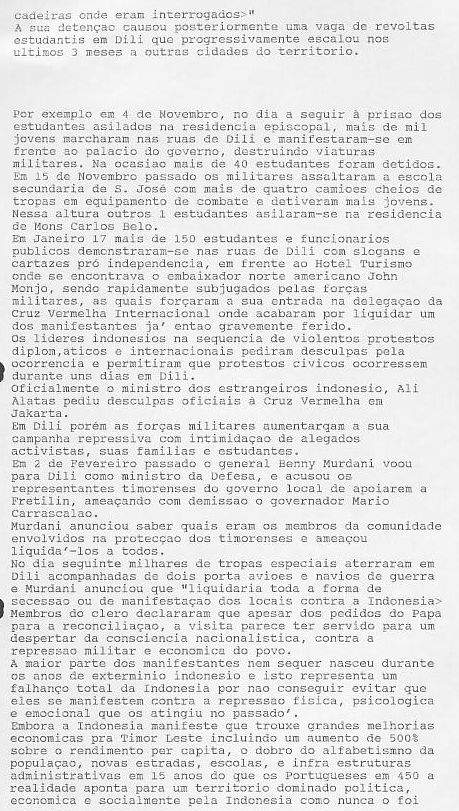 cadeiras onde eram interrogados>"
A sua detençao causou posteriormente uma vaga de revoltas
estudantis em Dili que progressivamente escalou nos
ultimos 3 meses a outras cidades do territorio.
Por exemplo em 4 de Novembro, no dia a seguir à prisao dos
estudantes asilados na residencia episcopal, mais de mil
jovens marcharam nas ruas de Dili e manifestaram-se em
frente ao palacio do governo, destruindo viaturas
militares. Na ocasiao mais de 40 estudantes foram detidos.
Em 15 de Novembro passado os militares assaltaram a escola
secundaria de S. José com mais de quatro camioes cheios de
tropas em equipamento de combate e detiveram mais jovens.
Nessa altura outros 1 estudantes asilaram-se na residencia
de Mons Carlos Belo.
Em Janeiro 17 mais de 150 estudantes e funcionarios
publicos demonstraram-se nas ruas de Dili com slogans e
cartazes pró independencia, em frente ao Hotel Turismo
onde se encontrava o embaixador norte americano John
Monjo, sendo rapidamente subjugados pelas forças
militares, as quais forçaram a sua entrada na delegaçao da
Cruz Vermelha Internacional onde acabaram por liquidar um
dos manifestantes ja' entao gravemente ferido.
Os lideres indonesios na sequencia de violentos protestos
diplom,aticos e internacionais pediram desculpas pela
ocorrencia e permitiram que protestos civicos ocorressem
durante uns dias em Dili.
Oficialmente o ministro dos estrangeiros indonesio, Ali
Alatas pediu desculpas oficiais à Cruz Vermelha em
Jakarta.
Em Dili porém as forças militares aumentarqam a sua
campanha repressiva com intimidaçao de alegados
activistas, suas familias e estudantes.
Em 2 de Fevereiro passado o general Benny Murdani voou
para Dili como ministro da Defesa, e acusou os
representantes timorenses do governo local de apoiarem a
Fretilin, ameaçando com demissao o governador Mario
Carrascalao.
Murdani anunciou saber quais eram os membros da comunidade
envolvidos na protecçao dos timorenses e ameaçou
liquida'-los a todos.
No dia seguinte milhares de tropas especiais aterraram em
Dili acompanhadas de dois porta avioes e navios de guerra
e Murdani anunciou que "liquidaria toda a forma de
secessao ou de manifestaçao dos locais contra a Indonesia>
Membros do clero declararam que apesar dos pedidos do Papa
para a reconciliaçao, a visita parece ter servido para um
despertar da consciencia nacionalistica, contra a
repressao militar e economica do povo.
A maior parte dos manifestantes nem sequer nasceu durante
os anos de exterminio indonesio e isto representa um
falhanço total da Indonesia por nao conseguir evitar que
eles se manifestem contra a repressao fisica, psicologica
e emocional que os atingiu no passado'.
Embora a Indonesia manifeste que trouxe grandes melhorias
economicas pra Timor Leste incluindo um aumento de 500%
sobre o rendimento per capita, o dobro do alfabetismno da
populaçao, novas estradas, escolas, e infra estruturas
administrativas em 15 anos do que os Portugueses em 450 a
realidade aponta para um territorio dominado politica,
economica e socialmente pela Indonesia como nunca o foi